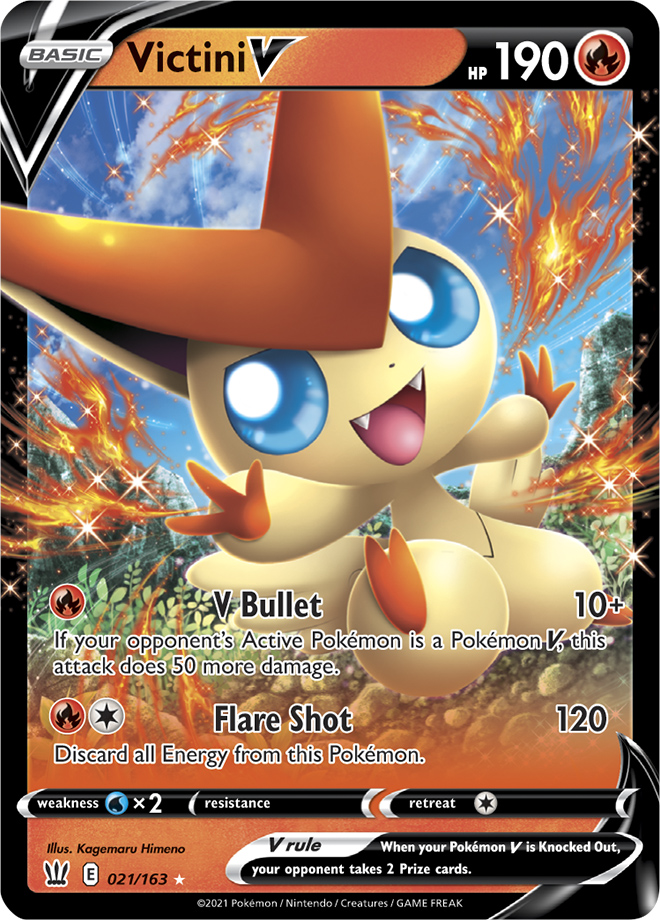 BASIC Victini V HP 190
V Bullet 10+
If your opponent's Active Pokémon is a Pokémon V, this
attack does 50 more damage.
Flare Shot 120
Discard all Energy from this Pokémon.
weakness ×2 resistance retreat
Illus. Kagemaru Himeno
V rule When your Pokémon V is Knocked Out,
your opponent takes 2 Prize cards.
E 021/163
©2021 Pokémon / Nintendo / Creatures / GAME FREAK